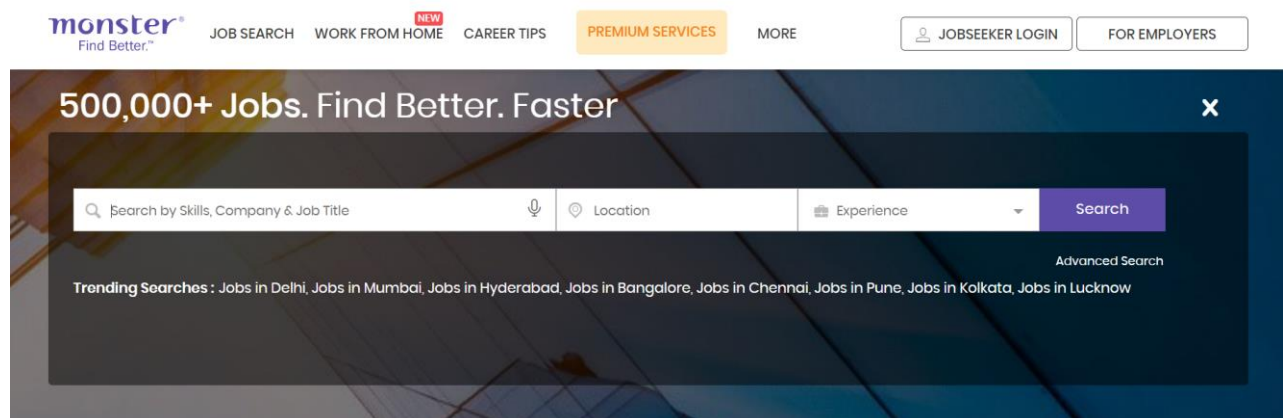 monster®
Find Better.™
JOB SEARCH WORK FROM HOME NEW CAREER TIPS PREMIUM SERVICES MORE JOBSEEKER LOGIN FOR EMPLOYERS
500,000+ Jobs. Find Better. Faster
Search by Skills, Company & Job Title Location Experience Search
Advanced Search
Trending Searches : Jobs in Delhi, Jobs in Mumbai, Jobs in Hyderabad, Jobs in Bangalore, Jobs in Chennai, Jobs in Pune, Jobs in Kolkata, Jobs in Lucknow